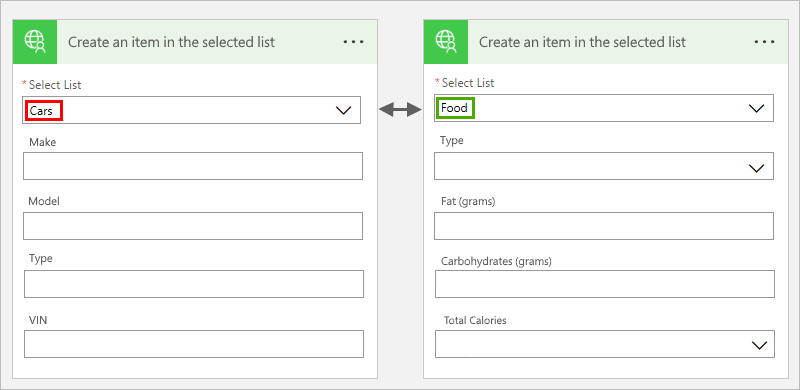 Create an item in the selected list ...
* Select List
Cars
Make
Model
Type
VIN
Create an item in the selected list ...
* Select List
Food
Type
Fat (grams)
Carbohydrates (grams)
Total Calories